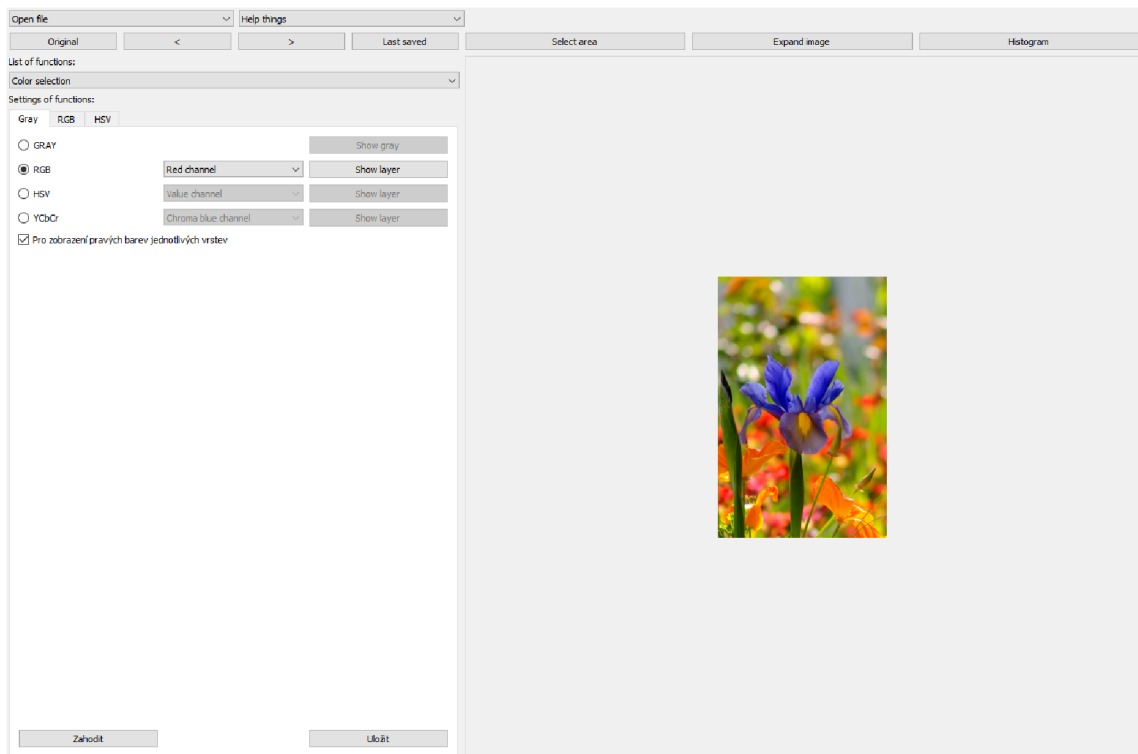 Open file Help things
Original < > Last saved Select area Expand image Histogram
List of functions:
Color selection
Settings of functions:
Gray RGB HSV
GRAY Show gray
RGB Red channel Show layer
HSV Value channel Show layer
YCbCr Chroma blue channel Show layer
Pro zobrazení pravých barev jednotlivých vrstev
Zahodit Uložit